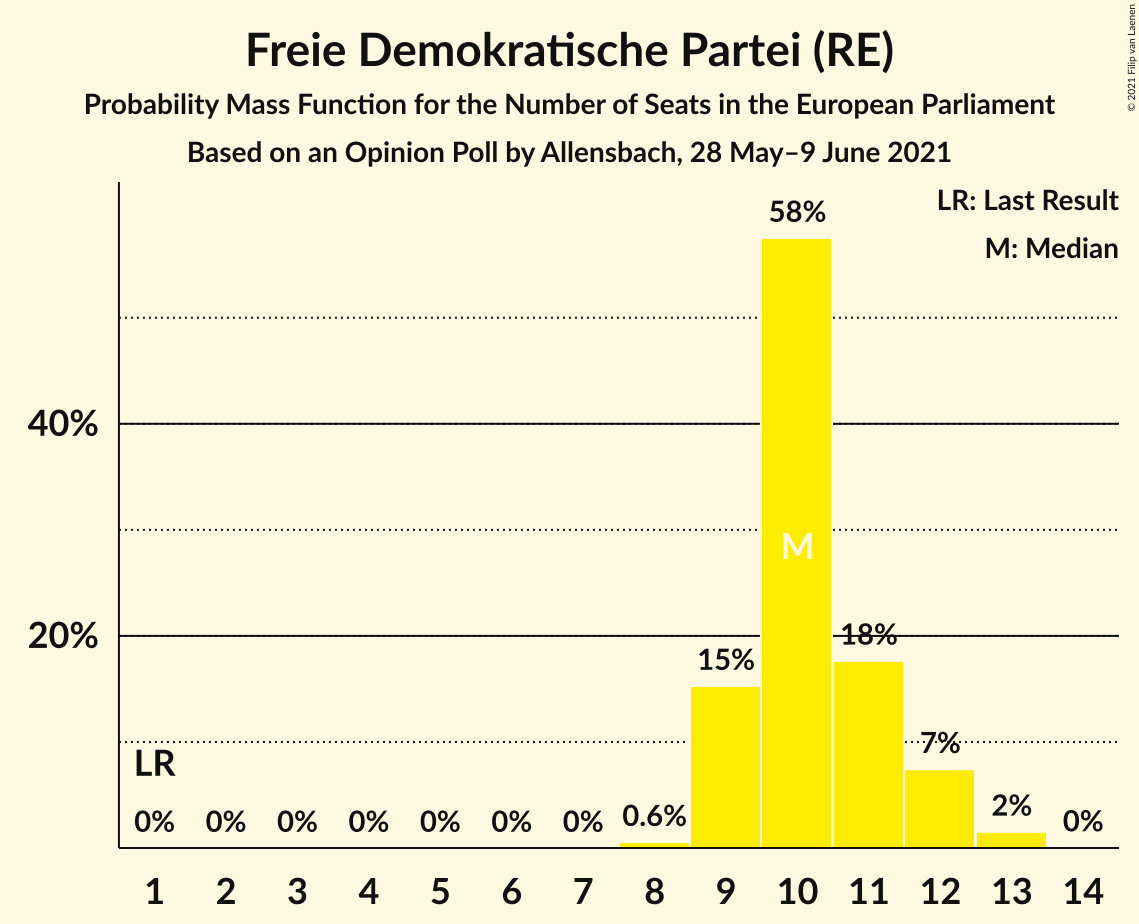 Freie Demokratische Partei (RE)
Probability Mass Function for the Number of Seats in the European Parliament
Based on an Opinion Poll by Allensbach, 28 May–9 June 2021
© 2021 Filip van Laenen
LR: Last Result
M: Median
58%
40%
M
20%
18%
15%
7%
LR
2%
0.6%
0% 0% 0% 0% 0% 0% 0% 0%
1 2 3 4 5 6 7 8 9 10 11 12 13 14